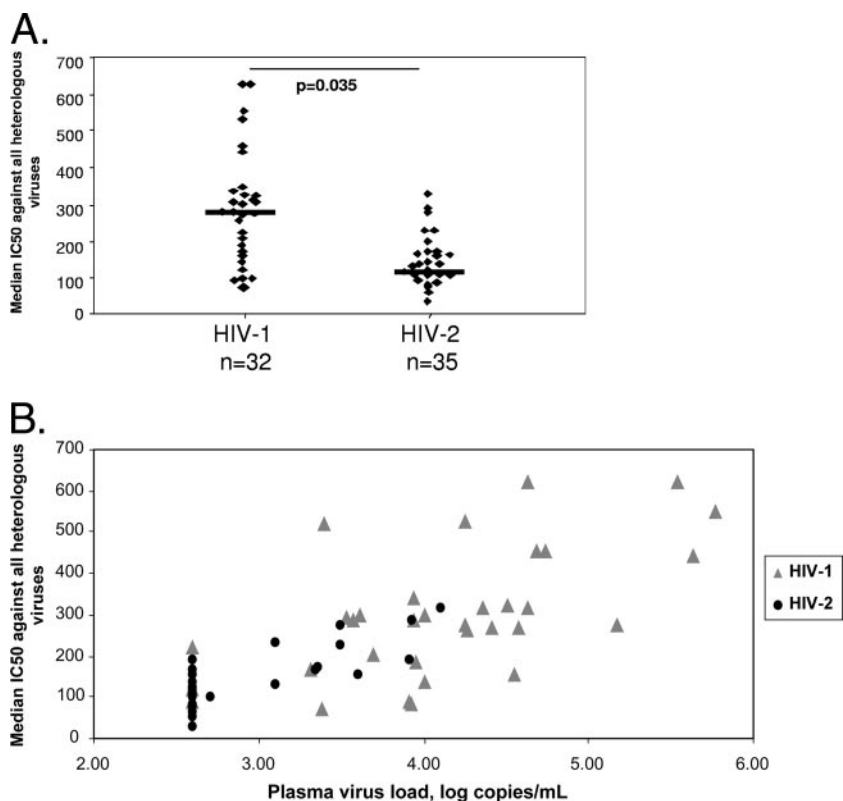 A.
Median IC50 against all heterologous
viruses
700
600
500
400
300
200
100
0
p=0.035
HIV-1
n=32
HIV-2
n=35
B.
Median IC50 against all heterologous
viruses
700
600
500
400
300
200
100
0
2.00 3.00 4.00 5.00 6.00
Plasma virus load, log copies/mL
HIV-1
HIV-2